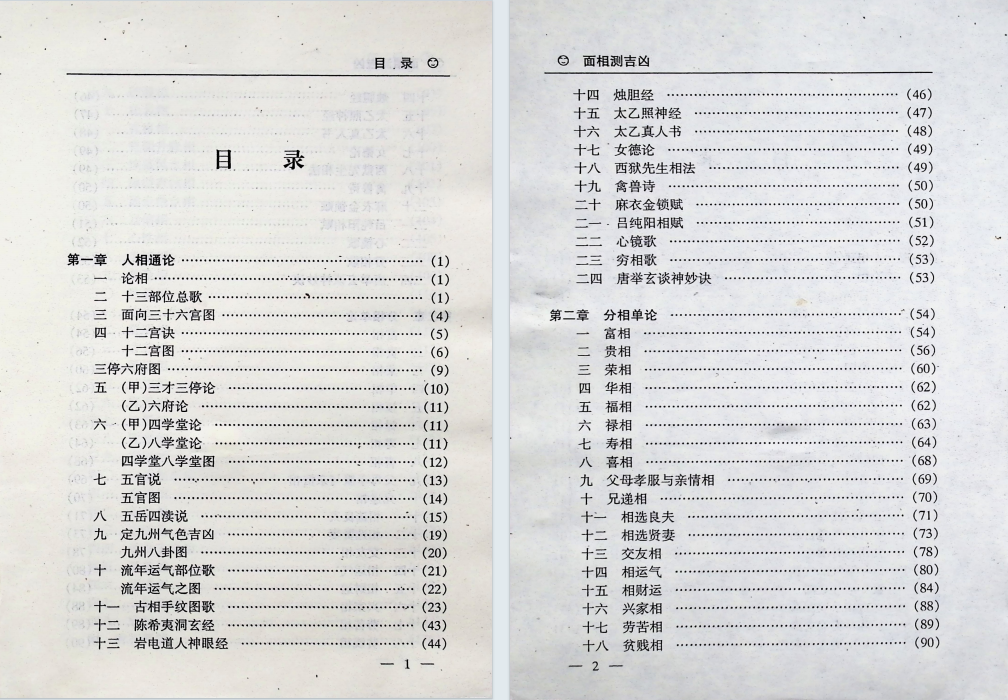 目 录
目 录
第一章 人相通论 ………… (1)
一 论相 ………… (1)
二 十三部位总歌 ………… (1)
三 面向三十六宫图 ………… (4)
四 十二宫诀 ………… (5)
十二宫图 ………… (6)
三停六府图 ………… (9)
五 (甲)三才三停论 ………… (10)
(乙)六府论 ………… (11)
六 (甲)四学堂论 ………… (11)
(乙)八学堂论 ………… (11)
四学堂八学堂图 ………… (12)
七 五官说 ………… (13)
五官图 ………… (14)
八 五岳四渎说 ………… (15)
九 定九州气色吉凶 ………… (19)
九州八卦图 ………… (20)
十 流年运气部位歌 ………… (21)
流年运气之图 ………… (22)
十一 古相手纹图歌 ………… (23)
十二 陈希夷洞玄经 ………… (43)
十三 岩电道人神眼经 ………… (44)
— 1 —
面相测吉凶
十四 烛胆经 ………… (46)
十五 太乙照神经 ………… (47)
十六 太乙真人书 ………… (48)
十七 女德论 ………… (49)
十八 西狱先生相法 ………… (49)
十九 禽兽诗 ………… (50)
二十 麻衣金锁赋 ………… (50)
二一 吕纯阳相赋 ………… (51)
二二 心镜歌 ………… (52)
二三 穷相歌 ………… (53)
二四 唐举玄谈神妙诀 ………… (53)
第二章 分相单论 ………… (54)
一 富相 ………… (54)
二 贵相 ………… (56)
三 荣相 ………… (60)
四 华相 ………… (62)
五 福相 ………… (62)
六 禄相 ………… (63)
七 寿相 ………… (64)
八 喜相 ………… (68)
九 父母孝服与亲情相 ………… (69)
十 兄递相 ………… (70)
十一 相选良夫 ………… (71)
十二 相选贤妻 ………… (73)
十三 交友相 ………… (78)
十四 相运气 ………… (80)
十五 相财运 ………… (84)
十六 兴家相 ………… (88)
十七 劳苦相 ………… (89)
十八 贫贱相 ………… (90)
— 2 —